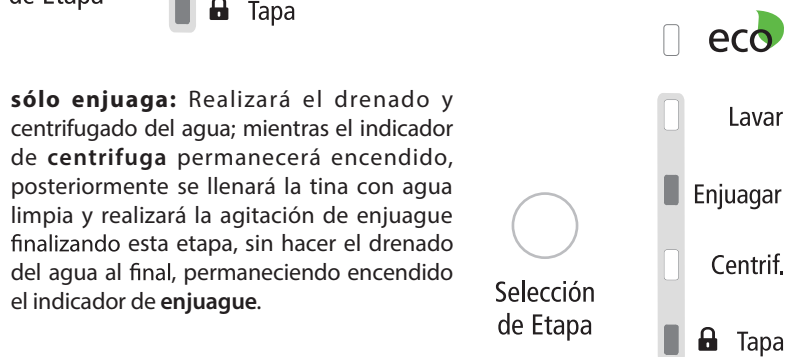 de Etapa
Tapa
sólo enjuaga: Realizará el drenado y
centrifugado del agua; mientras el indicador
de centrifuga permanecerá encendido,
posteriormente se llenará la tina con agua
limpia y realizará la agitación de enjuague
finalizando esta etapa, sin hacer el drenado
del agua al final, permaneciendo encendido
el indicador de enjuague.
Selección
de Etapa
eco
Lavar
Enjuagar
Centrif.
Tapa